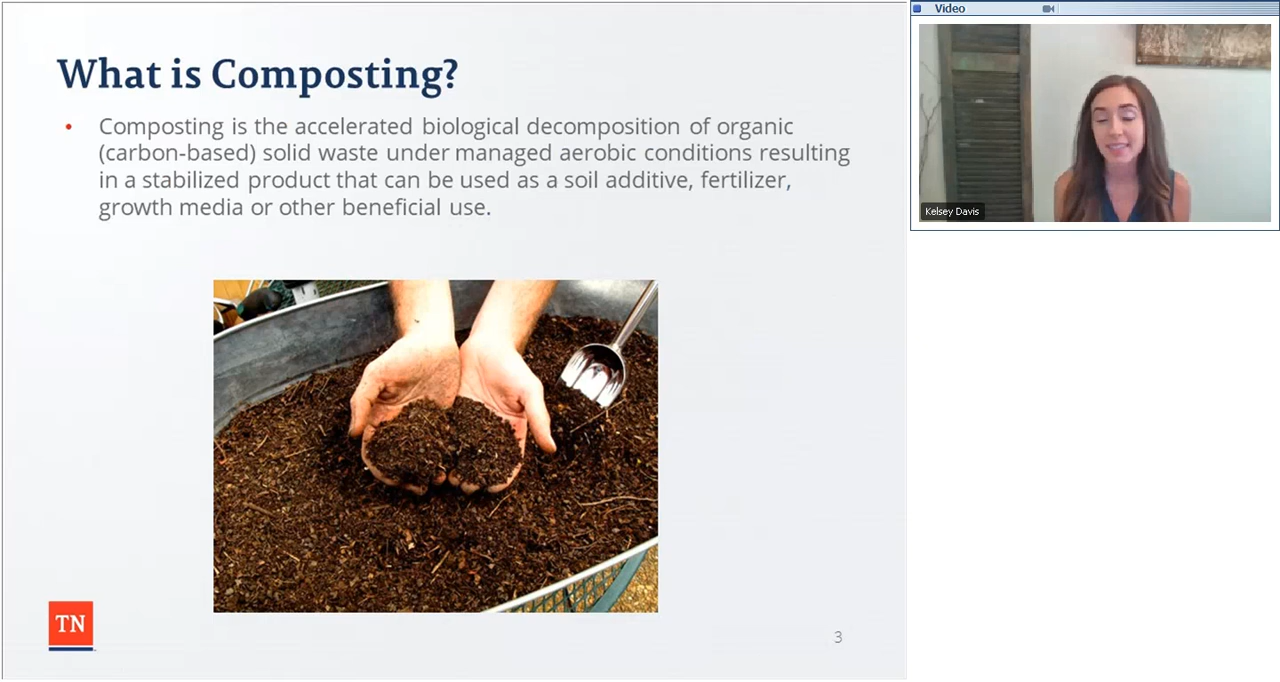 What is Composting?
• Composting is the accelerated biological decomposition of organic
(carbon-based) solid waste under managed aerobic conditions resulting
in a stabilized product that can be used as a soil additive, fertilizer,
growth media or other beneficial use.
TN
3
Video
Kelsey Davis